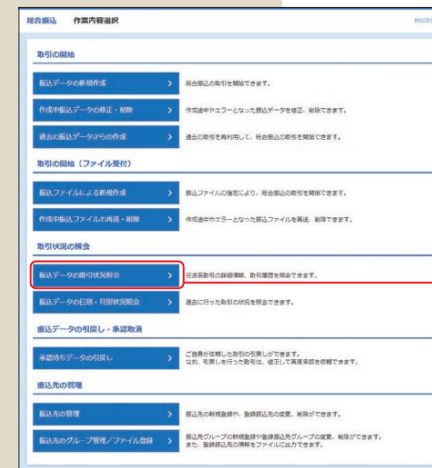 総合振込 作業内容選択
取引の開始
振込データの新規作成
総合振込の取引を開始できます。
作成中振込データの修正・削除
作成途中やエラーとなった振込データを修正、削除できます。
過去の振込データからの作成
過去の取引を再利用して、総合振込の取引を開始できます。
取引の開始（ファイル受付）
振込ファイルによる新規作成
振込ファイルの指定により、総合振込の取引を開始できます。
作成中振込ファイルの再送・削除
作成途中やエラーとなった振込ファイルを再送、削除できます。
取引状況の照会
振込データの取引状況照会
伝送系取引の詳細情報、取引履歴を照会できます。
振込データの日別・月別状況照会
過去に行った取引の状況を照会できます。
振込データの引戻し・承認取消
承認待ちデータの引戻し
ご自身が依頼した取引の引戻しができます。
なお、引戻しを行った取引は、修正して再度承認を依頼できます。
振込先の管理
振込先の管理
振込先の新規登録や、登録振込先の変更、削除ができます。
振込先のグループ管理/ファイル登録
振込先グループの新規登録や登録振込先グループの変更、削除ができます。
また、登録振込先の情報をファイルに出力できます。